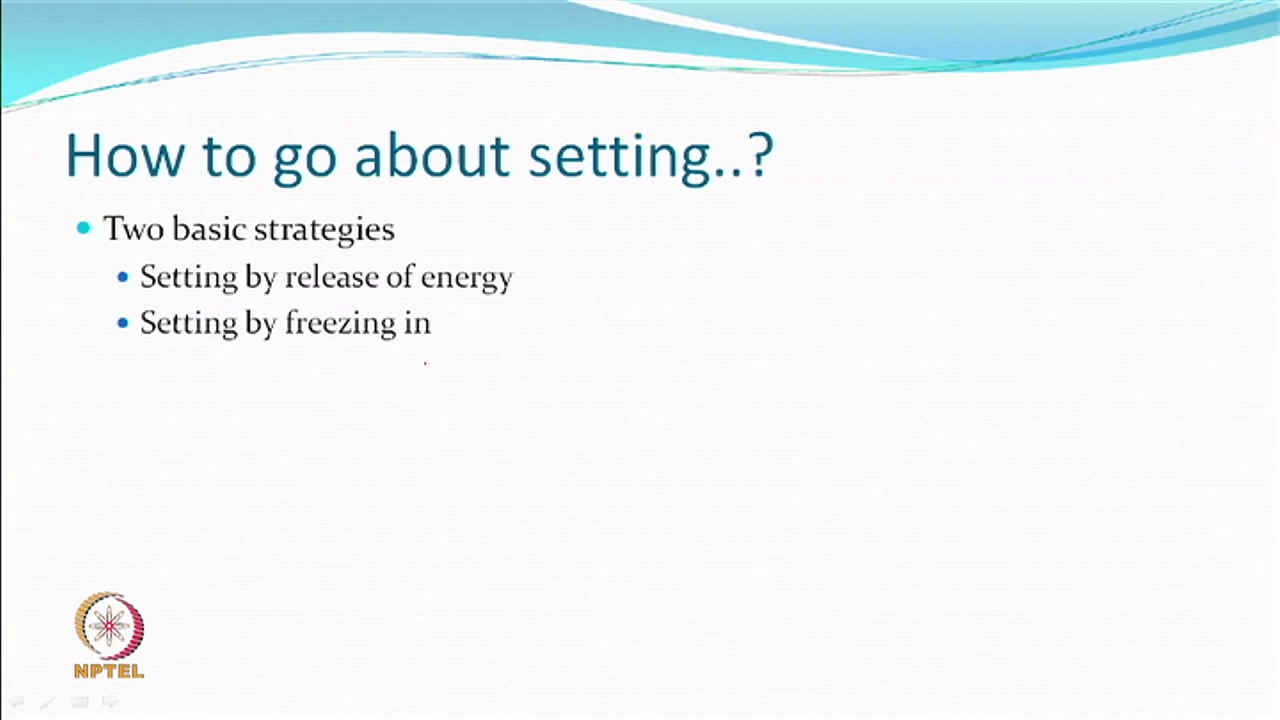 How to go about setting..?
Two basic strategies
Setting by release of energy
Setting by freezing in
NPTEL